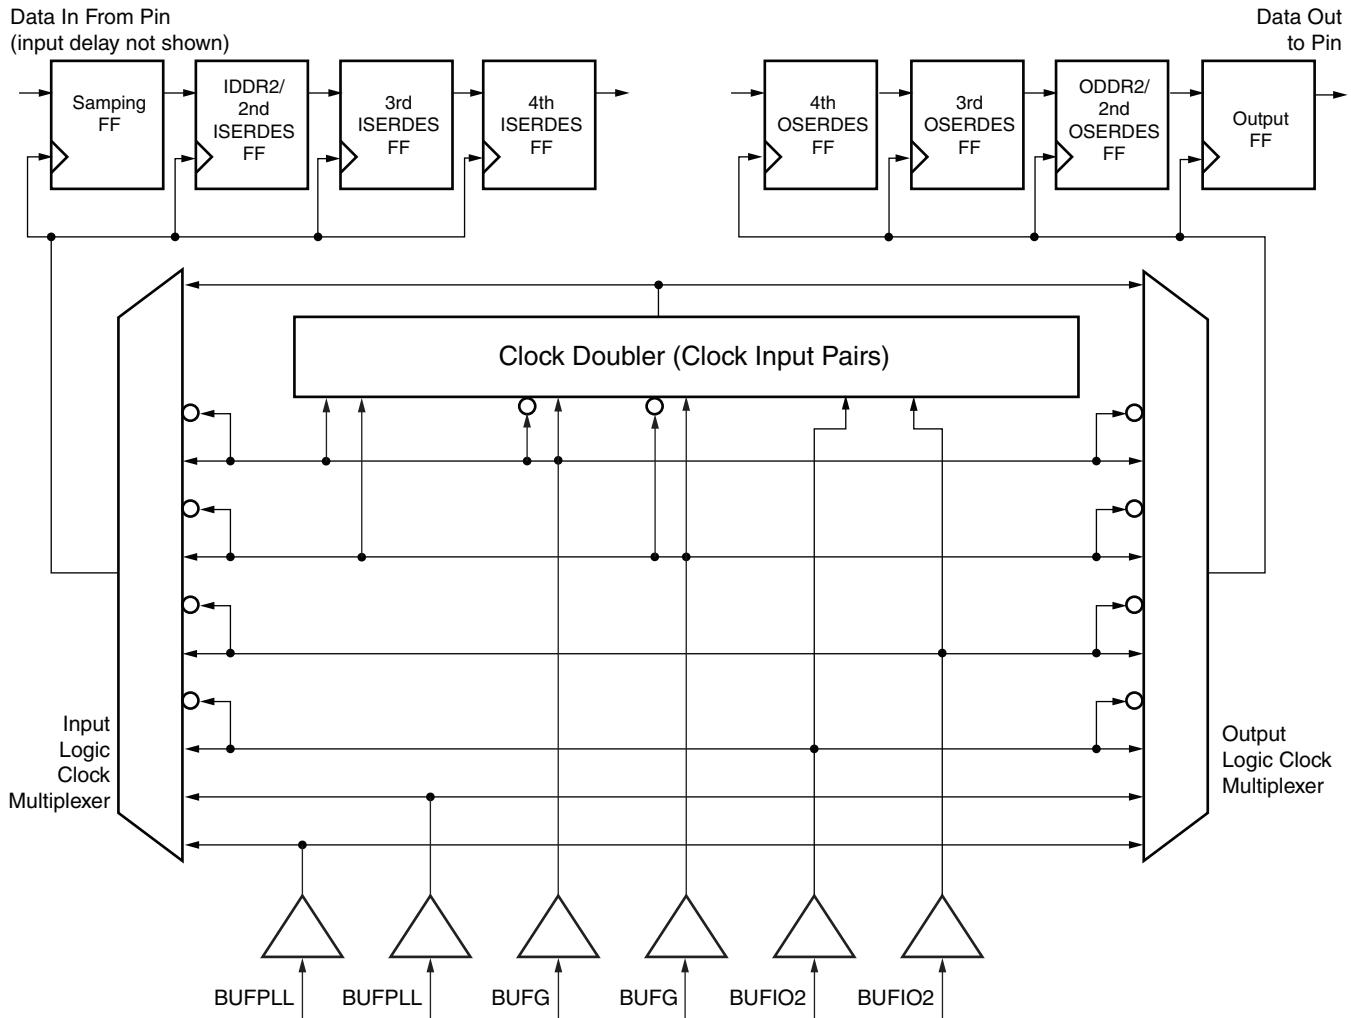 Data In From Pin
(input delay not shown)
Data Out
to Pin
Samping
FF
IDDR2/
2nd
ISERDES
FF
3rd
ISERDES
FF
4th
ISERDES
FF
4th
OSERDES
FF
3rd
OSERDES
FF
ODDR2/
2nd
OSERDES
FF
Output
FF
Clock Doubler (Clock Input Pairs)
Input
Logic
Clock
Multiplexer
Output
Logic Clock
Multiplexer
BUFPLL
BUFPLL
BUFG
BUFG
BUFIO2
BUFIO2